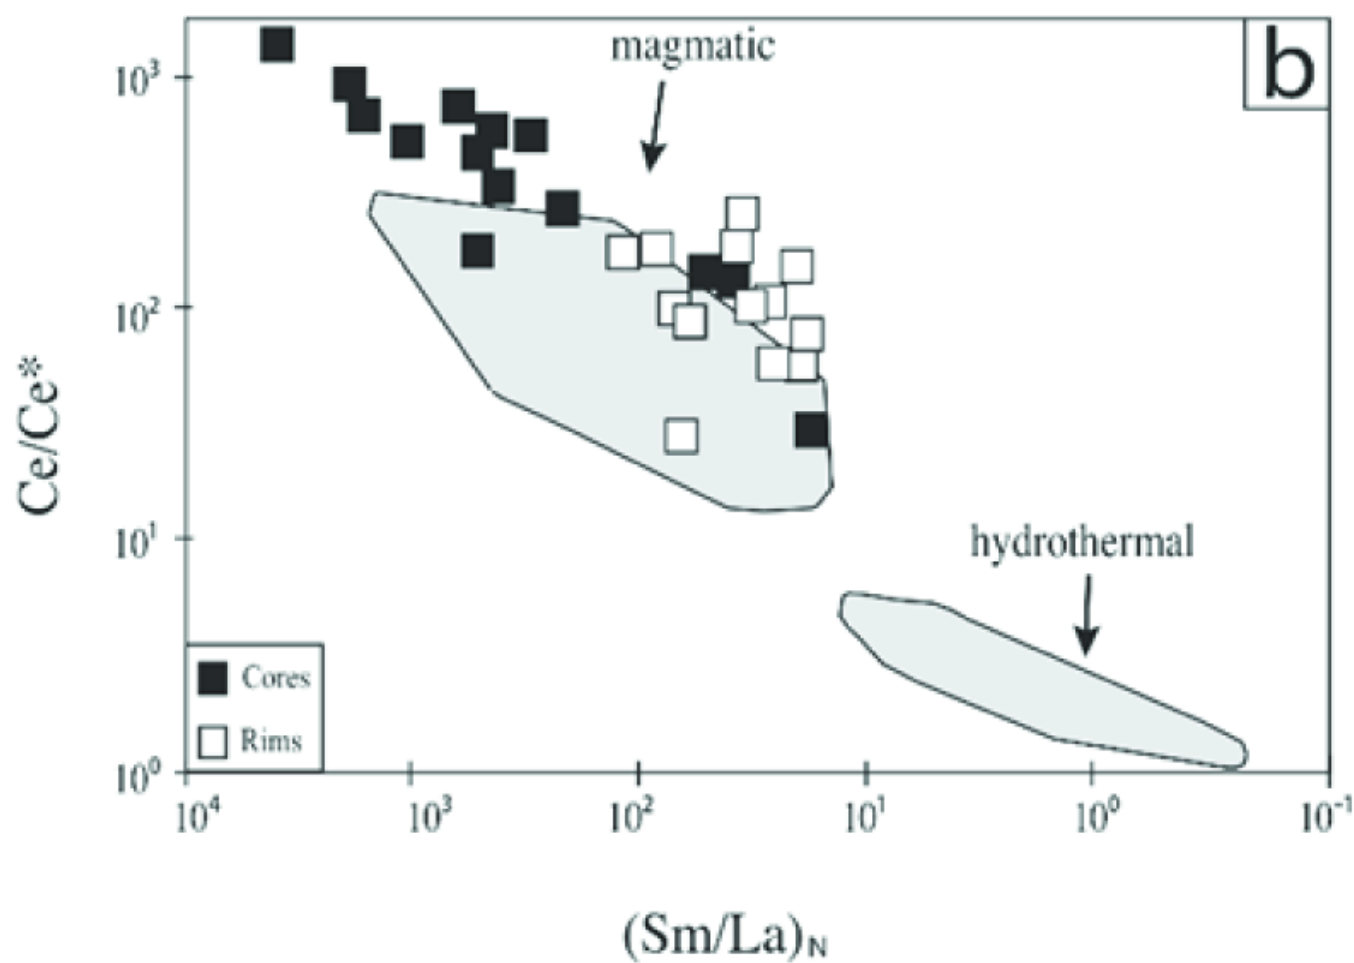 b
magmatic
10³
10²
Ce/Ce*
10¹
hydrothermal
Cores
Rims
10⁰
10⁴ 10³ 10² 10¹ 10⁰ 10⁻¹
(Sm/La)N